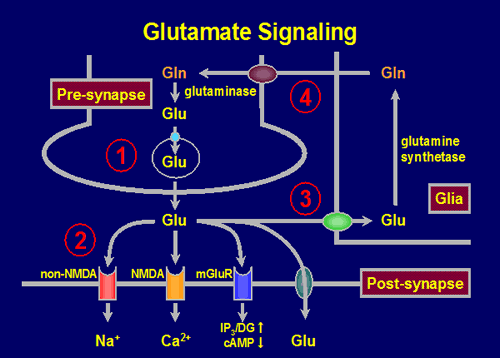 Glutamate Signaling
Gln
Gln
glutaminase
4
Pre-synapse
Glu
1
Glu
glutamine
synthetase
3
Glia
Glu
Glu
2
non-NMDA
NMDA
mGluR
Post-synapse
Na⁺
Ca²⁺
IP₃/DG ↑
cAMP ↓
Glu